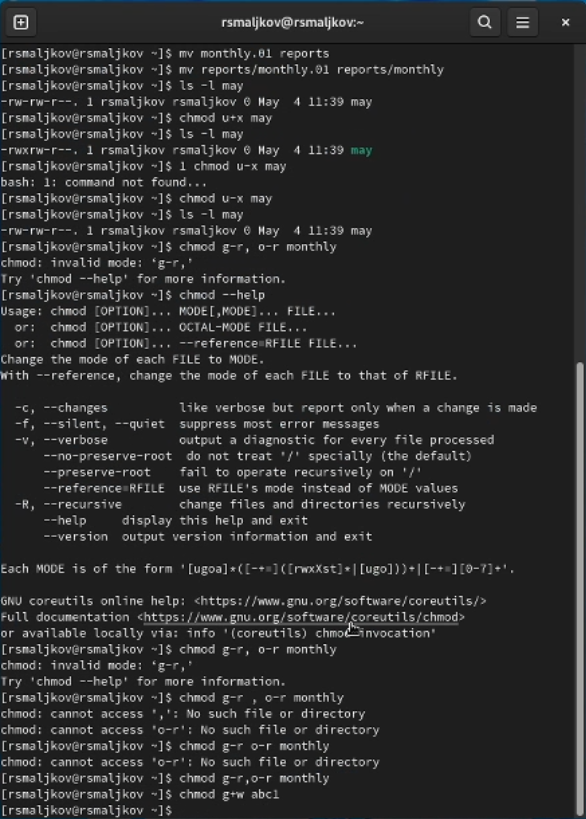 rsmaljkov@rsmaljkov:~
[rsmaljkov@rsmaljkov ~]$ mv monthly.01 reports
[rsmaljkov@rsmaljkov ~]$ mv reports/monthly.01 reports/monthly
[rsmaljkov@rsmaljkov ~]$ ls -l may
-rw-rw-r--. 1 rsmaljkov rsmaljkov 0 May  4 11:39 may
[rsmaljkov@rsmaljkov ~]$ chmod u+x may
[rsmaljkov@rsmaljkov ~]$ ls -l may
-rwxrw-r--. 1 rsmaljkov rsmaljkov 0 May  4 11:39 may
[rsmaljkov@rsmaljkov ~]$ 1 chmod u-x may
bash: 1: command not found...
[rsmaljkov@rsmaljkov ~]$ chmod u-x may
[rsmaljkov@rsmaljkov ~]$ ls -l may
-rw-rw-r--. 1 rsmaljkov rsmaljkov 0 May  4 11:39 may
[rsmaljkov@rsmaljkov ~]$ chmod g-r, o-r monthly
chmod: invalid mode: ‘g-r,’
Try 'chmod --help' for more information.
[rsmaljkov@rsmaljkov ~]$ chmod --help
Usage: chmod [OPTION]... MODE[,MODE]... FILE...
  or:  chmod [OPTION]... OCTAL-MODE FILE...
  or:  chmod [OPTION]... --reference=RFILE FILE...
Change the mode of each FILE to MODE.
With --reference, change the mode of each FILE to that of RFILE.
  -c, --changes          like verbose but report only when a change is made
  -f, --silent, --quiet  suppress most error messages
  -v, --verbose          output a diagnostic for every file processed
      --no-preserve-root  do not treat '/' specially (the default)
      --preserve-root    fail to operate recursively on '/'
      --reference=RFILE  use RFILE's mode instead of MODE values
  -R, --recursive        change files and directories recursively
      --help     display this help and exit
      --version  output version information and exit
Each MODE is of the form '[ugoa]*([-+=]([rwxXst]*|[ugo]))+|[-+=][0-7]+'.
GNU coreutils online help: <https://www.gnu.org/software/coreutils/>
Full documentation <https://www.gnu.org/software/coreutils/chmod>
or available locally via: info '(coreutils) chmod invocation'
[rsmaljkov@rsmaljkov ~]$ chmod g-r, o-r monthly
chmod: invalid mode: ‘g-r,’
Try 'chmod --help' for more information.
[rsmaljkov@rsmaljkov ~]$ chmod g-r , o-r monthly
chmod: cannot access ',': No such file or directory
chmod: cannot access 'o-r': No such file or directory
[rsmaljkov@rsmaljkov ~]$ chmod g-r o-r monthly
chmod: cannot access 'o-r': No such file or directory
[rsmaljkov@rsmaljkov ~]$ chmod g-r,o-r monthly
[rsmaljkov@rsmaljkov ~]$ chmod g+w abc1
[rsmaljkov@rsmaljkov ~]$